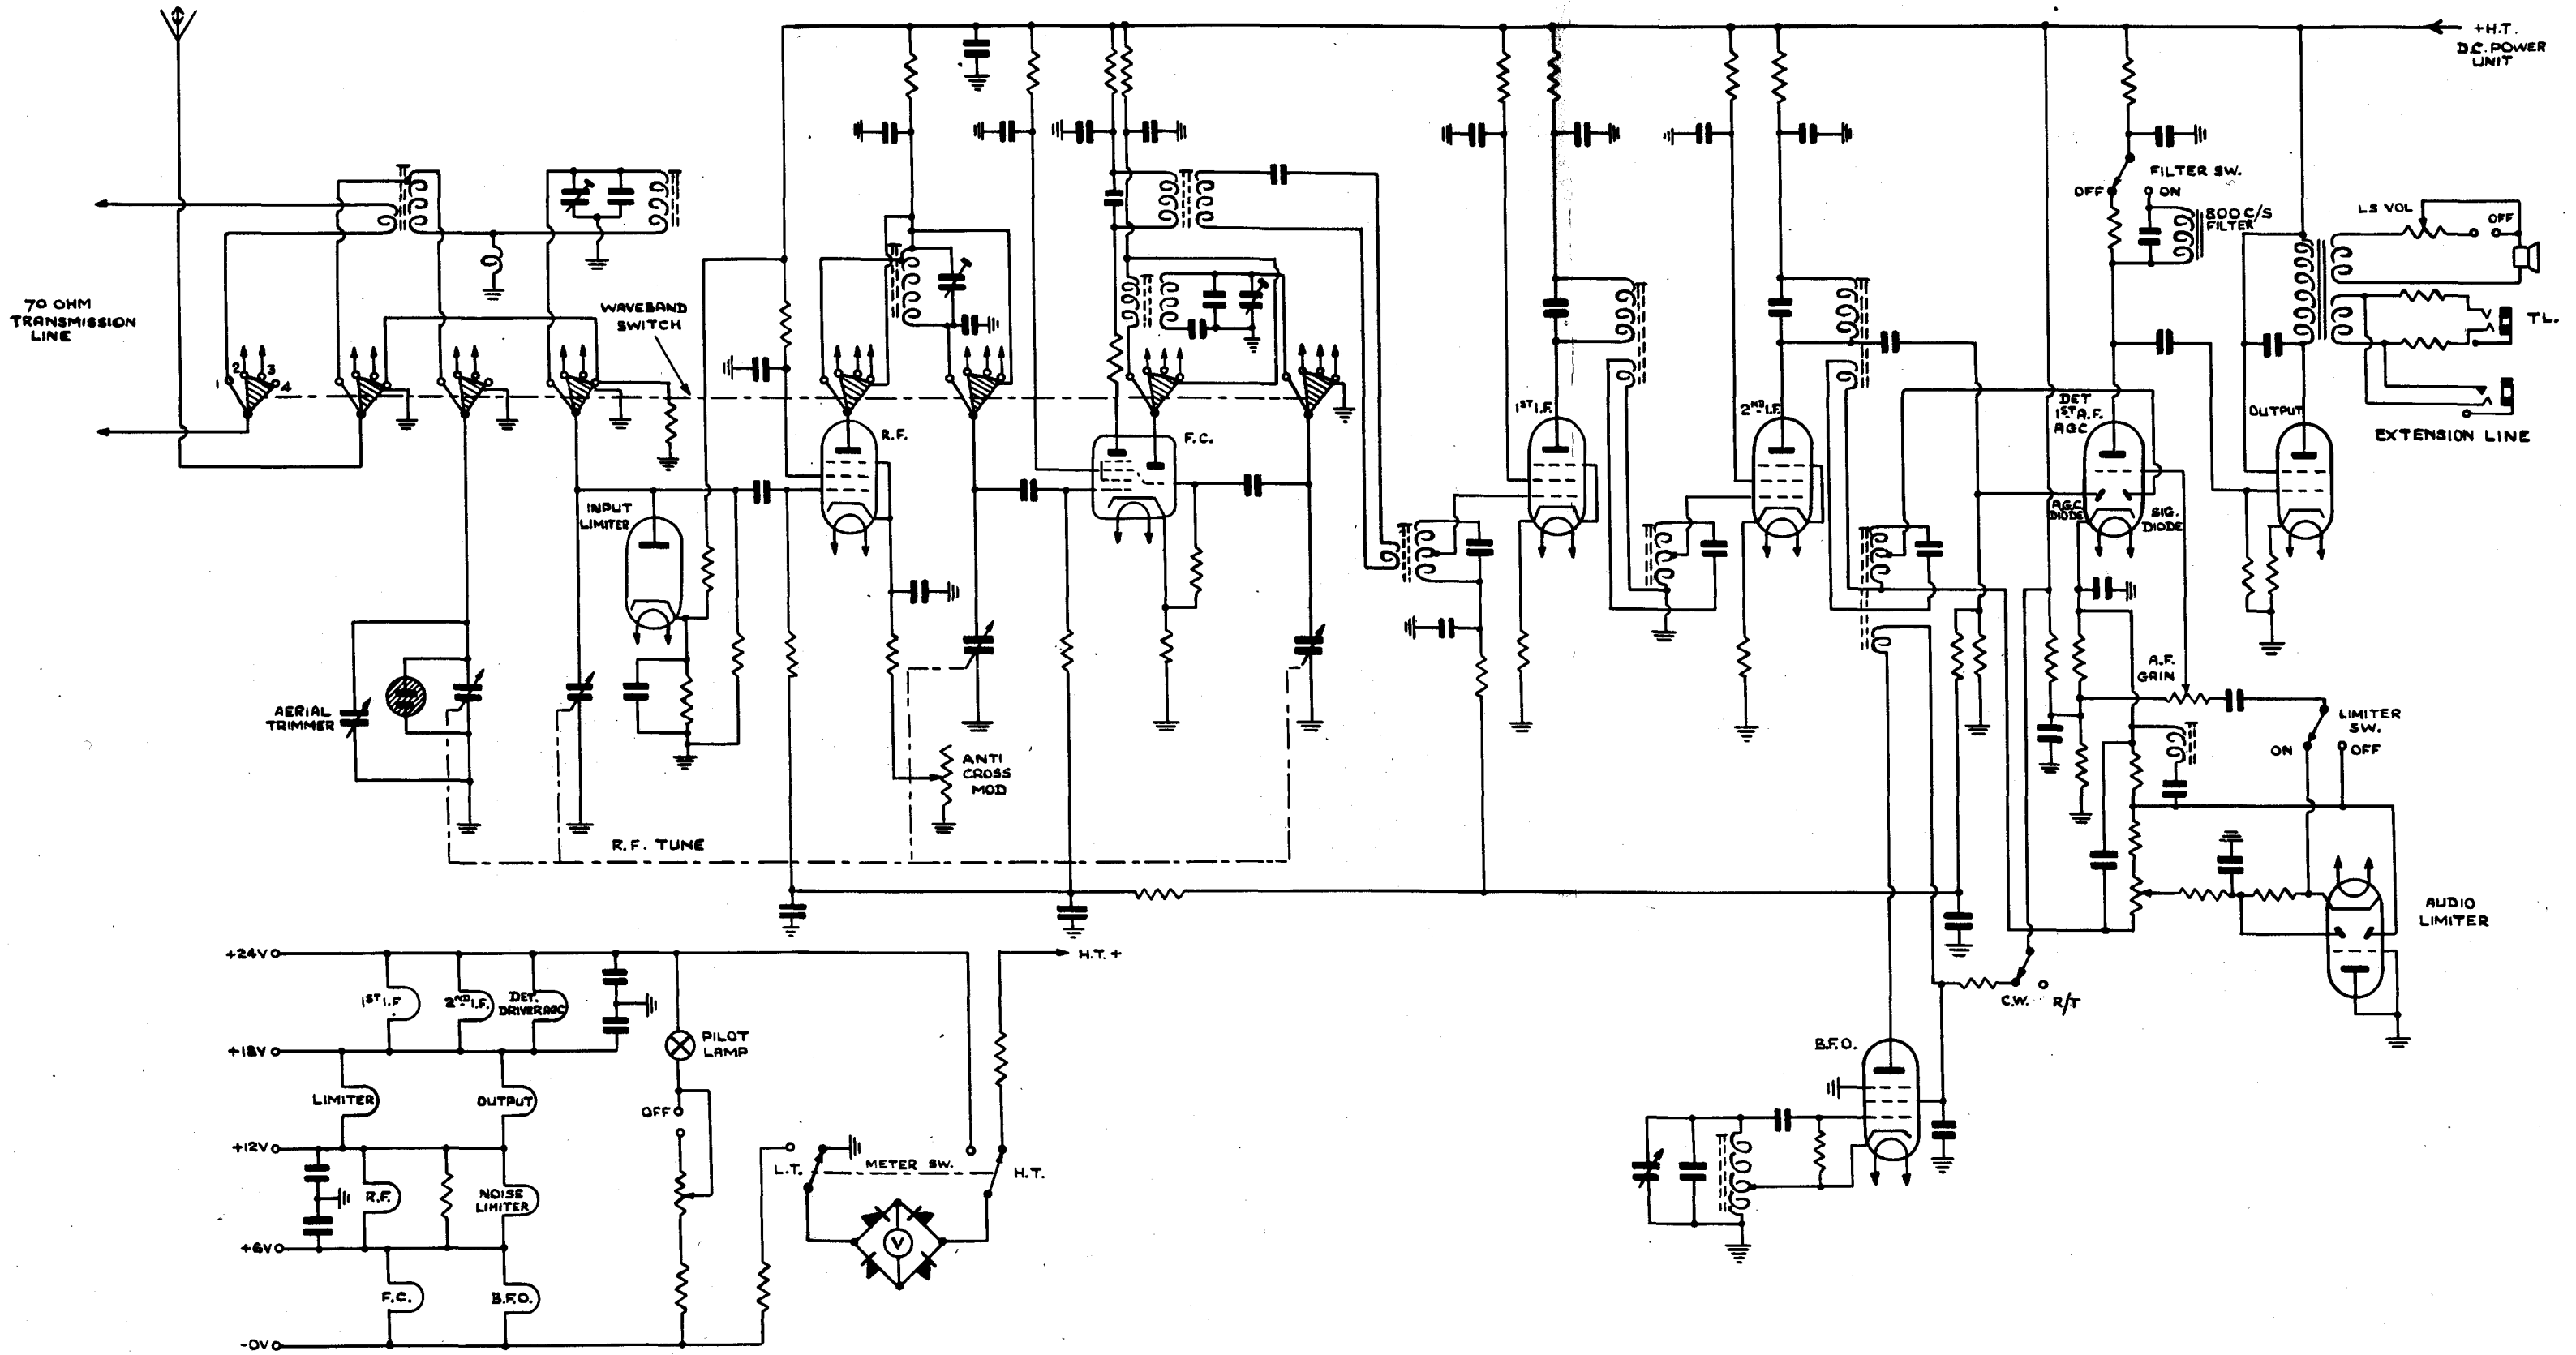 +H.T.
D.C. POWER
UNIT
FILTER SW.
OFF
ON
800 C/S
FILTER
LS VOL
OFF
70 OHM
TRANSMISSION
LINE
WAVEBAND
SWITCH
TL.
1
2
3
4
R.F.
F.C.
1ST I.F.
2ND I.F.
DET
1ST A.F.
AGC
OUTPUT
EXTENSION LINE
INPUT
LIMITER
AGC
DIODE
SIG.
DIODE
A.F.
GAIN
AERIAL
TRIMMER
LIMITER
SW.
ON
OFF
ANTI
CROSS
MOD
R.F. TUNE
AUDIO
LIMITER
+24V
H.T. +
1ST I.F
2ND I.F.
DET.
DRIVER AGC
C.W.
R/T
+18V
PILOT
LAMP
B.F.O.
LIMITER
OUTPUT
OFF
+12V
L.T.
METER SW.
H.T.
R.F.
NOISE
LIMITER
V
+6V
F.C.
B.F.O.
-0V